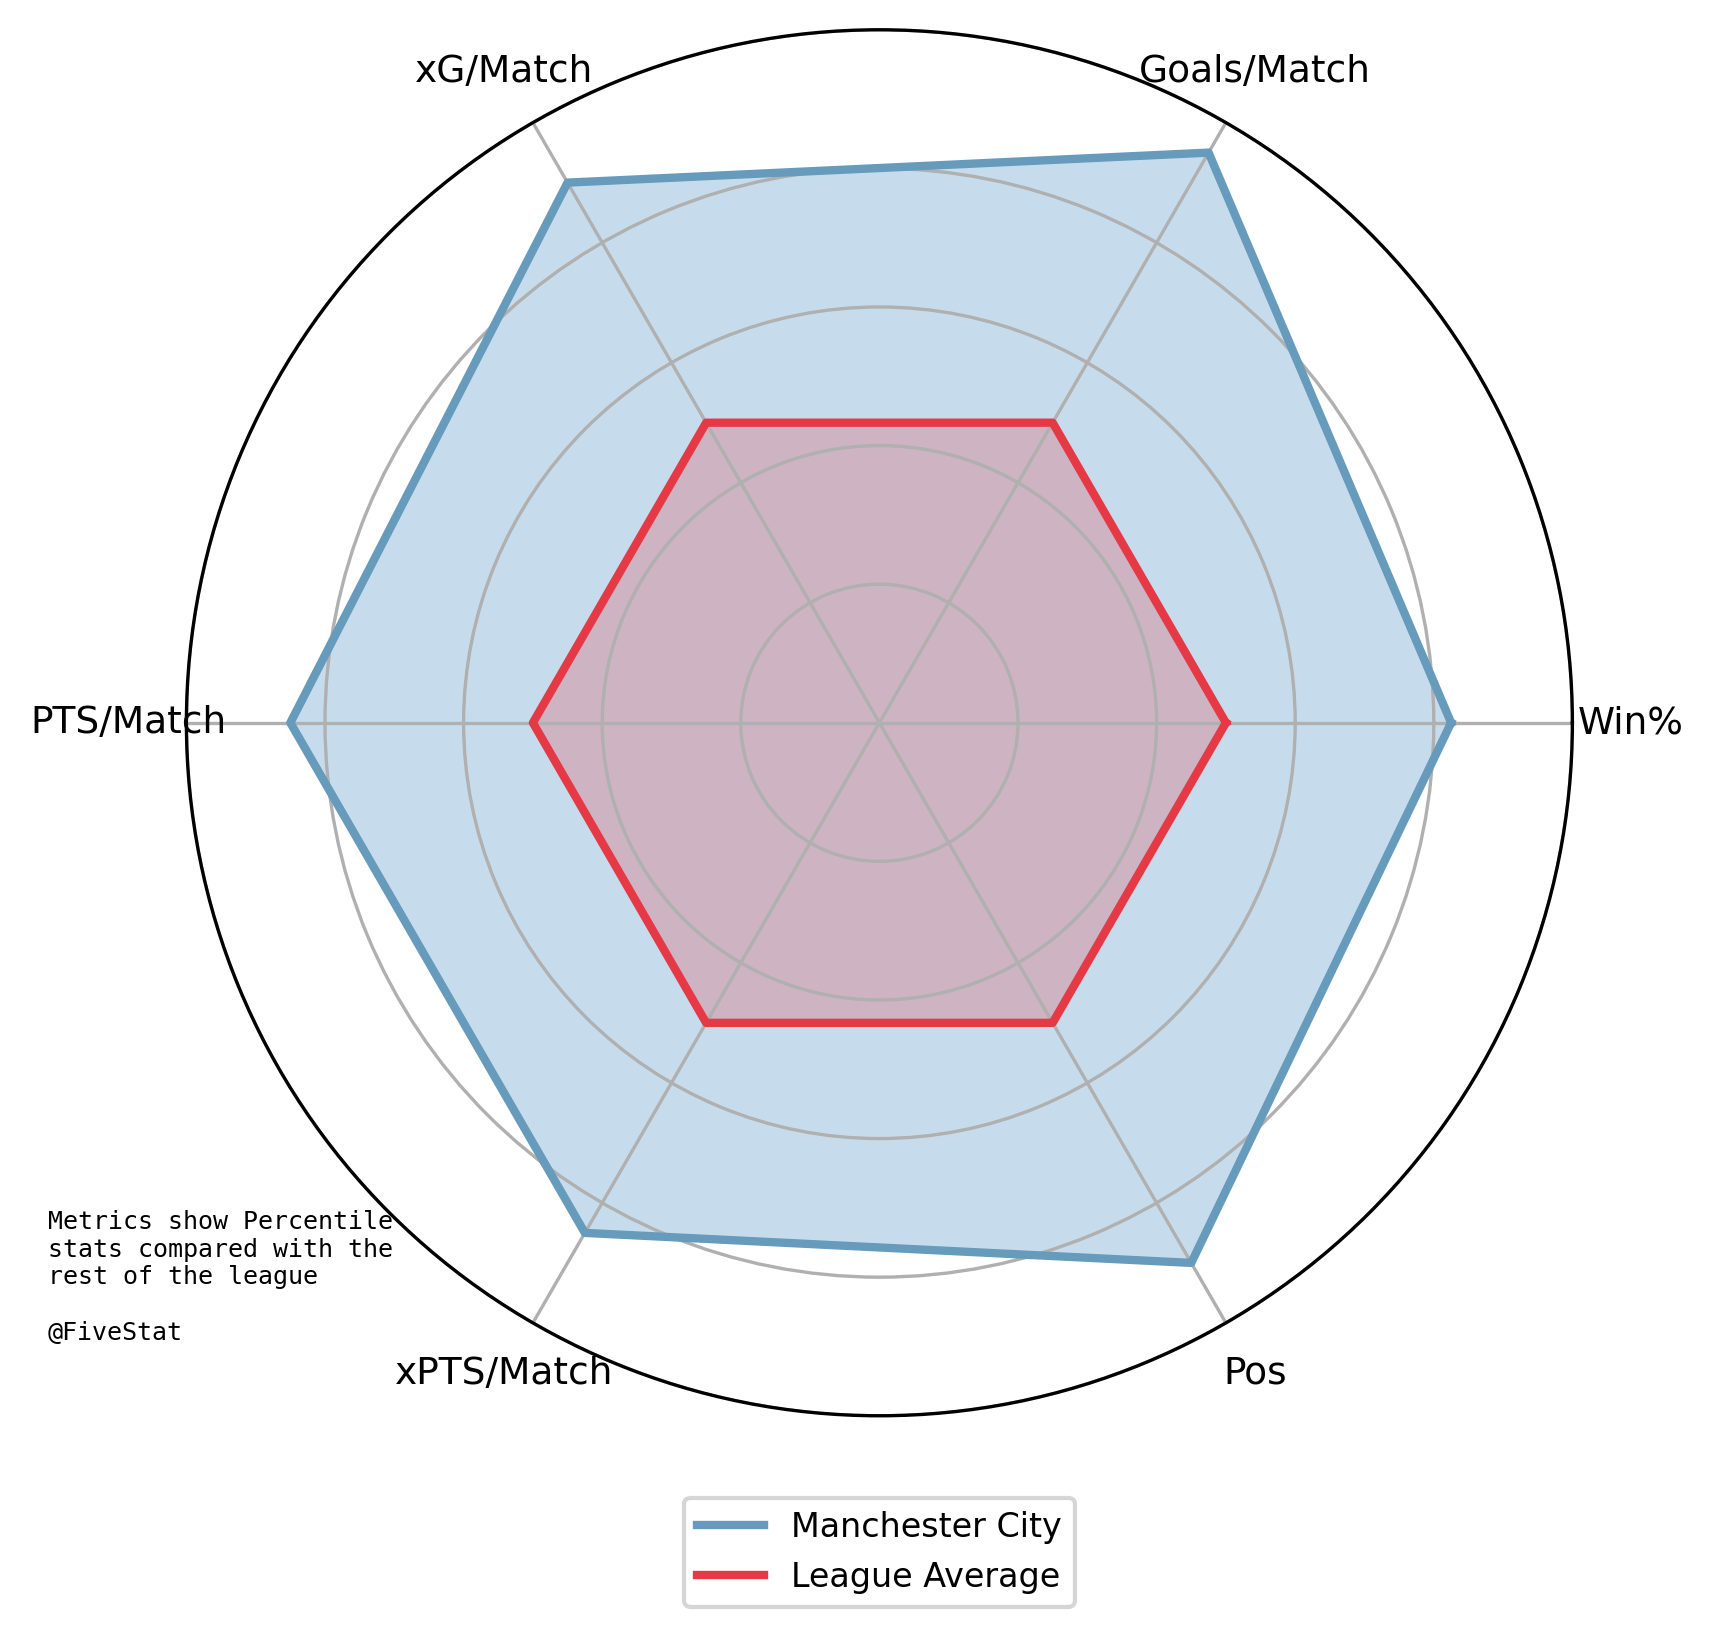 xG/Match
Goals/Match
PTS/Match
Win%
Metrics show Percentile
stats compared with the
rest of the league
@FiveStat
xPTS/Match
Pos
Manchester City
League Average